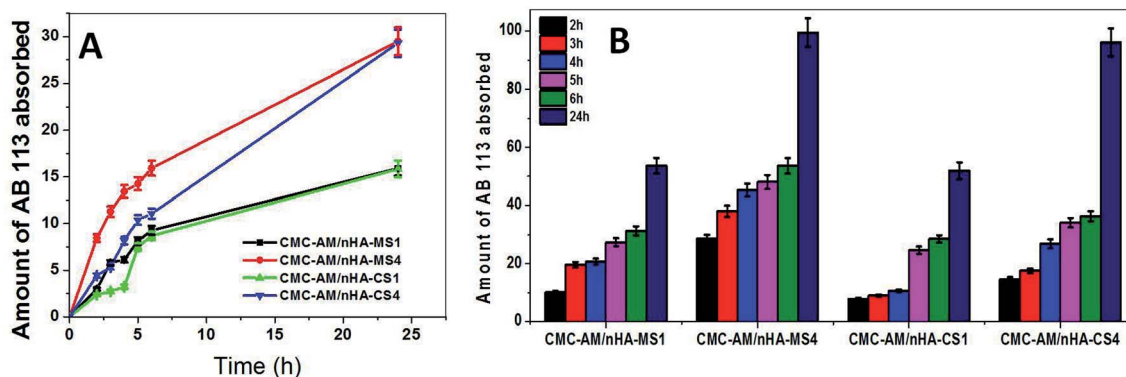 A
Amount of AB 113 absorbed
30
25
20
15
10
5
0
0 5 10 15 20 25
Time (h)
CMC-AM/nHA-MS1
CMC-AM/nHA-MS4
CMC-AM/nHA-CS1
CMC-AM/nHA-CS4
B
Amount of AB 113 absorbed
100
80
60
40
20
0
2h
3h
4h
5h
6h
24h
CMC-AM/nHA-MS1 CMC-AM/nHA-MS4 CMC-AM/nHA-CS1 CMC-AM/nHA-CS4